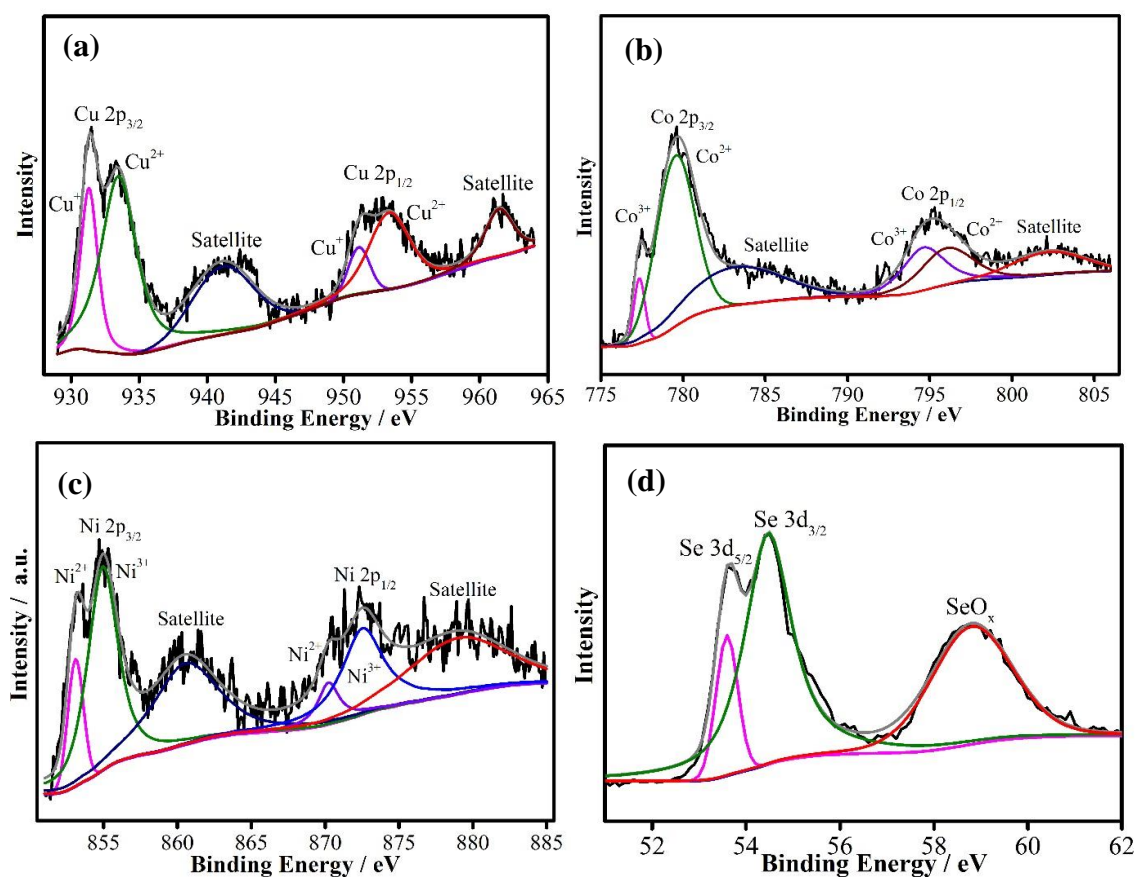 (a)
Cu 2p3/2
Cu2+
Cu+
Satellite
Cu 2p1/2
Cu2+
Cu+
Satellite
Intensity
930 935 940 945 950 955 960 965
Binding Energy / eV
(b)
Co 2p3/2
Co2+
Co3+
Satellite
Co 2p1/2
Co3+
Co2+
Satellite
Intensity
775 780 785 790 795 800 805
Binding Energy / eV
(c)
Ni 2p3/2
Ni2+
Ni3+
Satellite
Ni 2p1/2
Ni2+
Ni3+
Satellite
Intensity / a.u.
855 860 865 870 875 880 885
Binding Energy / eV
(d)
Se 3d5/2
Se 3d3/2
SeOx
Intensity
52 54 56 58 60 62
Binding Energy / eV